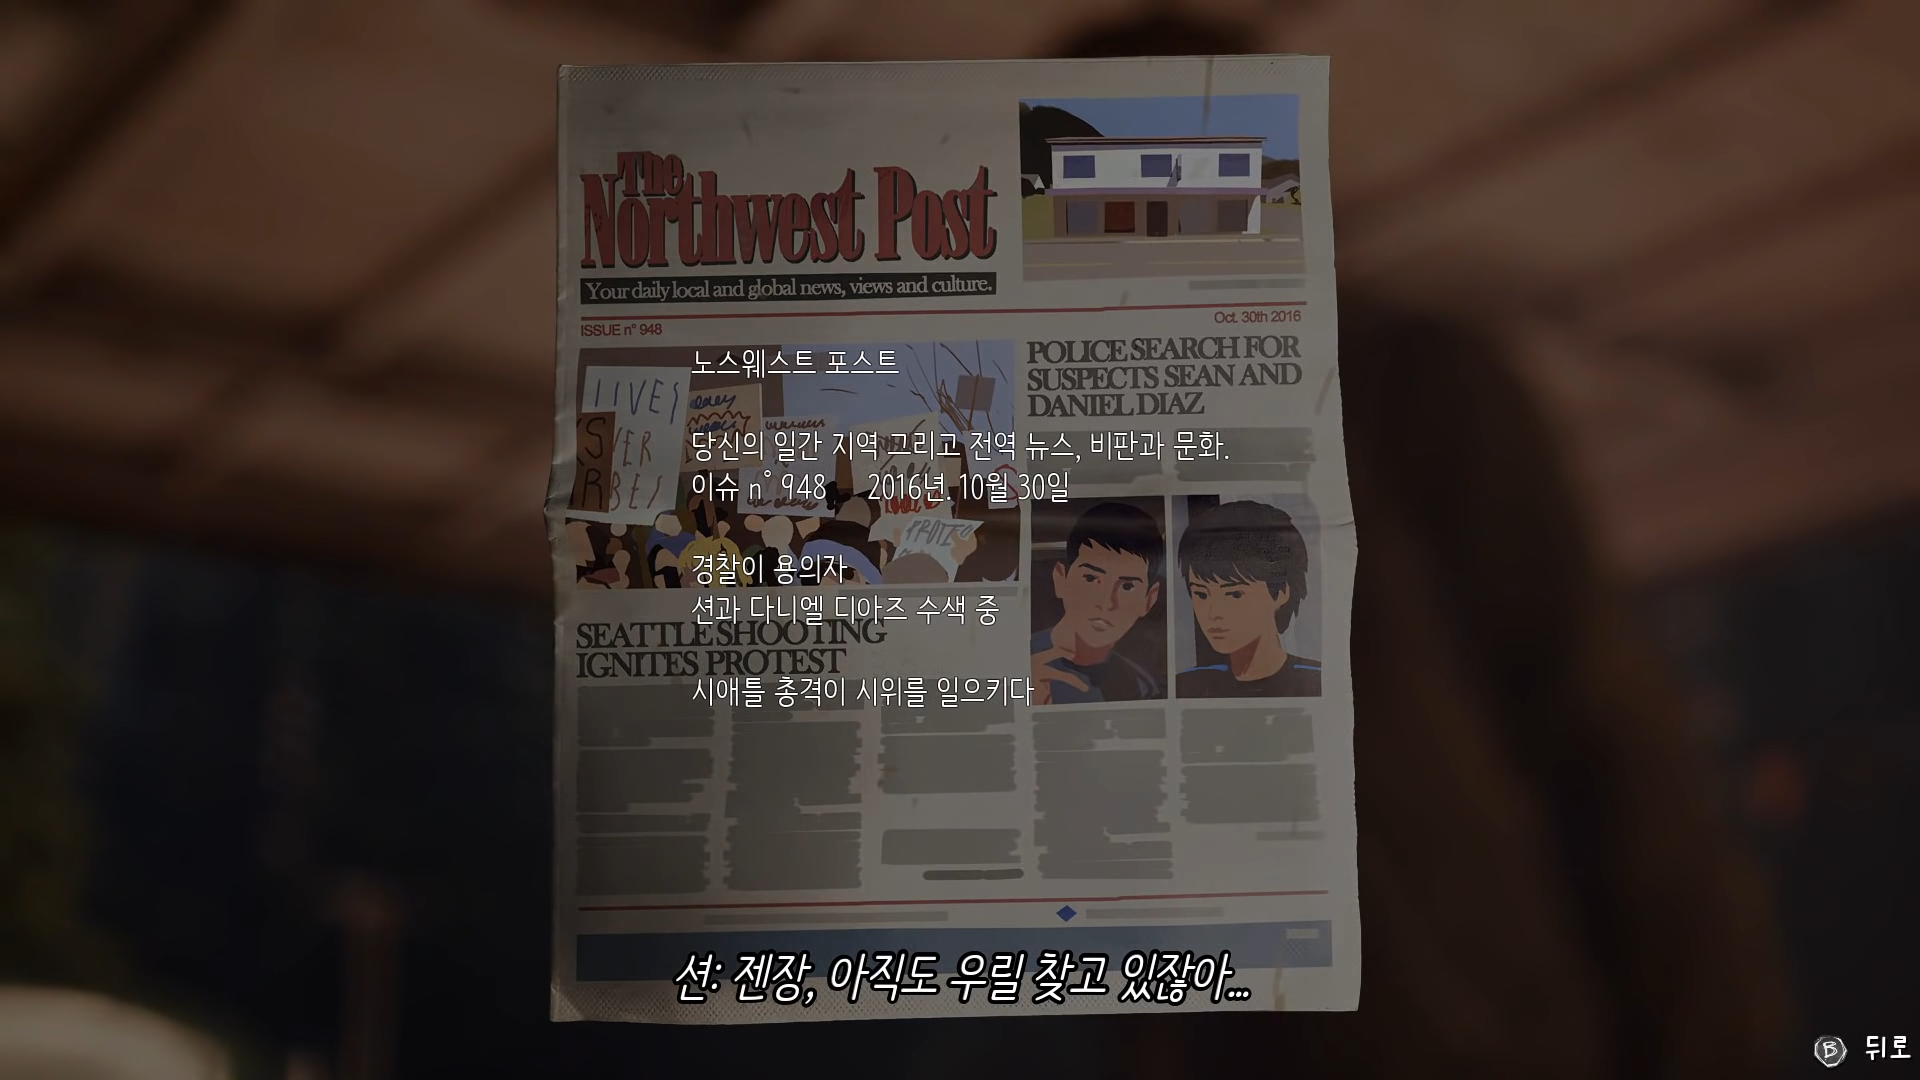 The
Northwest Post
Your daily local and global news, views and culture.
ISSUE n° 948
Oct. 30th 2016
POLICE SEARCH FOR
SUSPECTS SEAN AND
DANIEL DIAZ
SEATTLE SHOOTING
IGNITES PROTEST
노스웨스트 포스트
당신의 일간 지역 그리고 전역 뉴스, 비판과 문화.
이슈 n° 948 2016년. 10월 30일
경찰이 용의자
션과 다니엘 디아즈 수색 중
시애틀 총격이 시위를 일으키다
션: 젠장, 아직도 우릴 찾고 있잖아...
B 뒤로